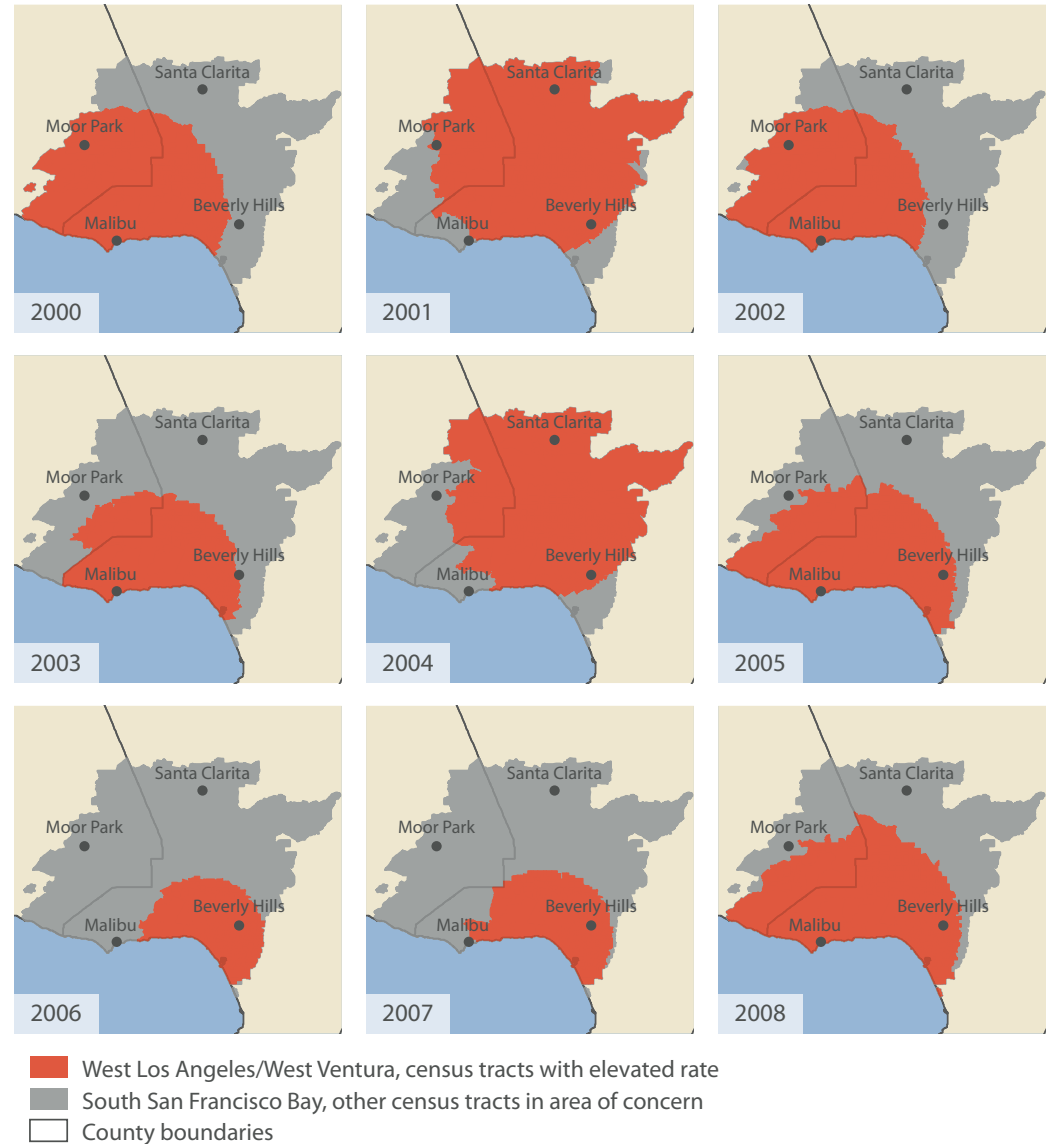 Santa Clarita
Moor Park
Beverly Hills
Malibu
2000
Santa Clarita
Moor Park
Beverly Hills
Malibu
2001
Santa Clarita
Moor Park
Beverly Hills
Malibu
2002
Santa Clarita
Moor Park
Beverly Hills
Malibu
2003
Santa Clarita
Moor Park
Beverly Hills
Malibu
2004
Santa Clarita
Moor Park
Beverly Hills
Malibu
2005
Santa Clarita
Moor Park
Beverly Hills
Malibu
2006
Santa Clarita
Moor Park
Beverly Hills
Malibu
2007
Santa Clarita
Moor Park
Beverly Hills
Malibu
2008
West Los Angeles/West Ventura, census tracts with elevated rate
South San Francisco Bay, other census tracts in area of concern
County boundaries